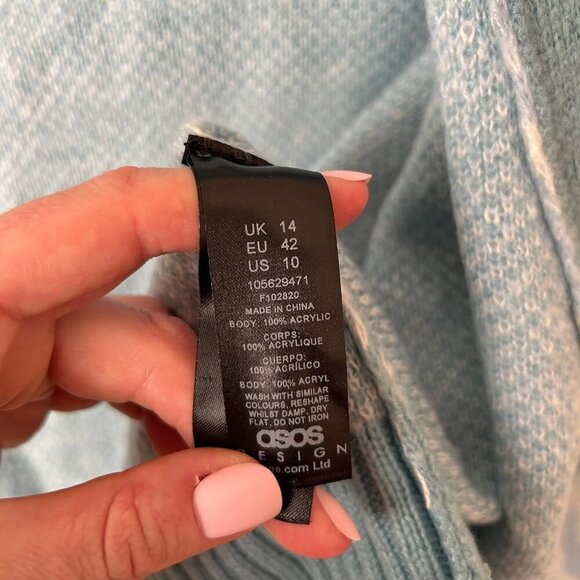 UK 14
EU 42
US 10
105629471
F102820
MADE IN CHINA
BODY: 100% ACRYLIC
CORPS:
100% ACRYLIQUE
CUERPO:
100% ACRÍLICO
BODY: 100% ACRYL
WASH WITH SIMILAR
COLOURS, RESHAPE
WHILST DAMP, DRY
FLAT, DO NOT IRON
asos
DESIGN
os.com Ltd